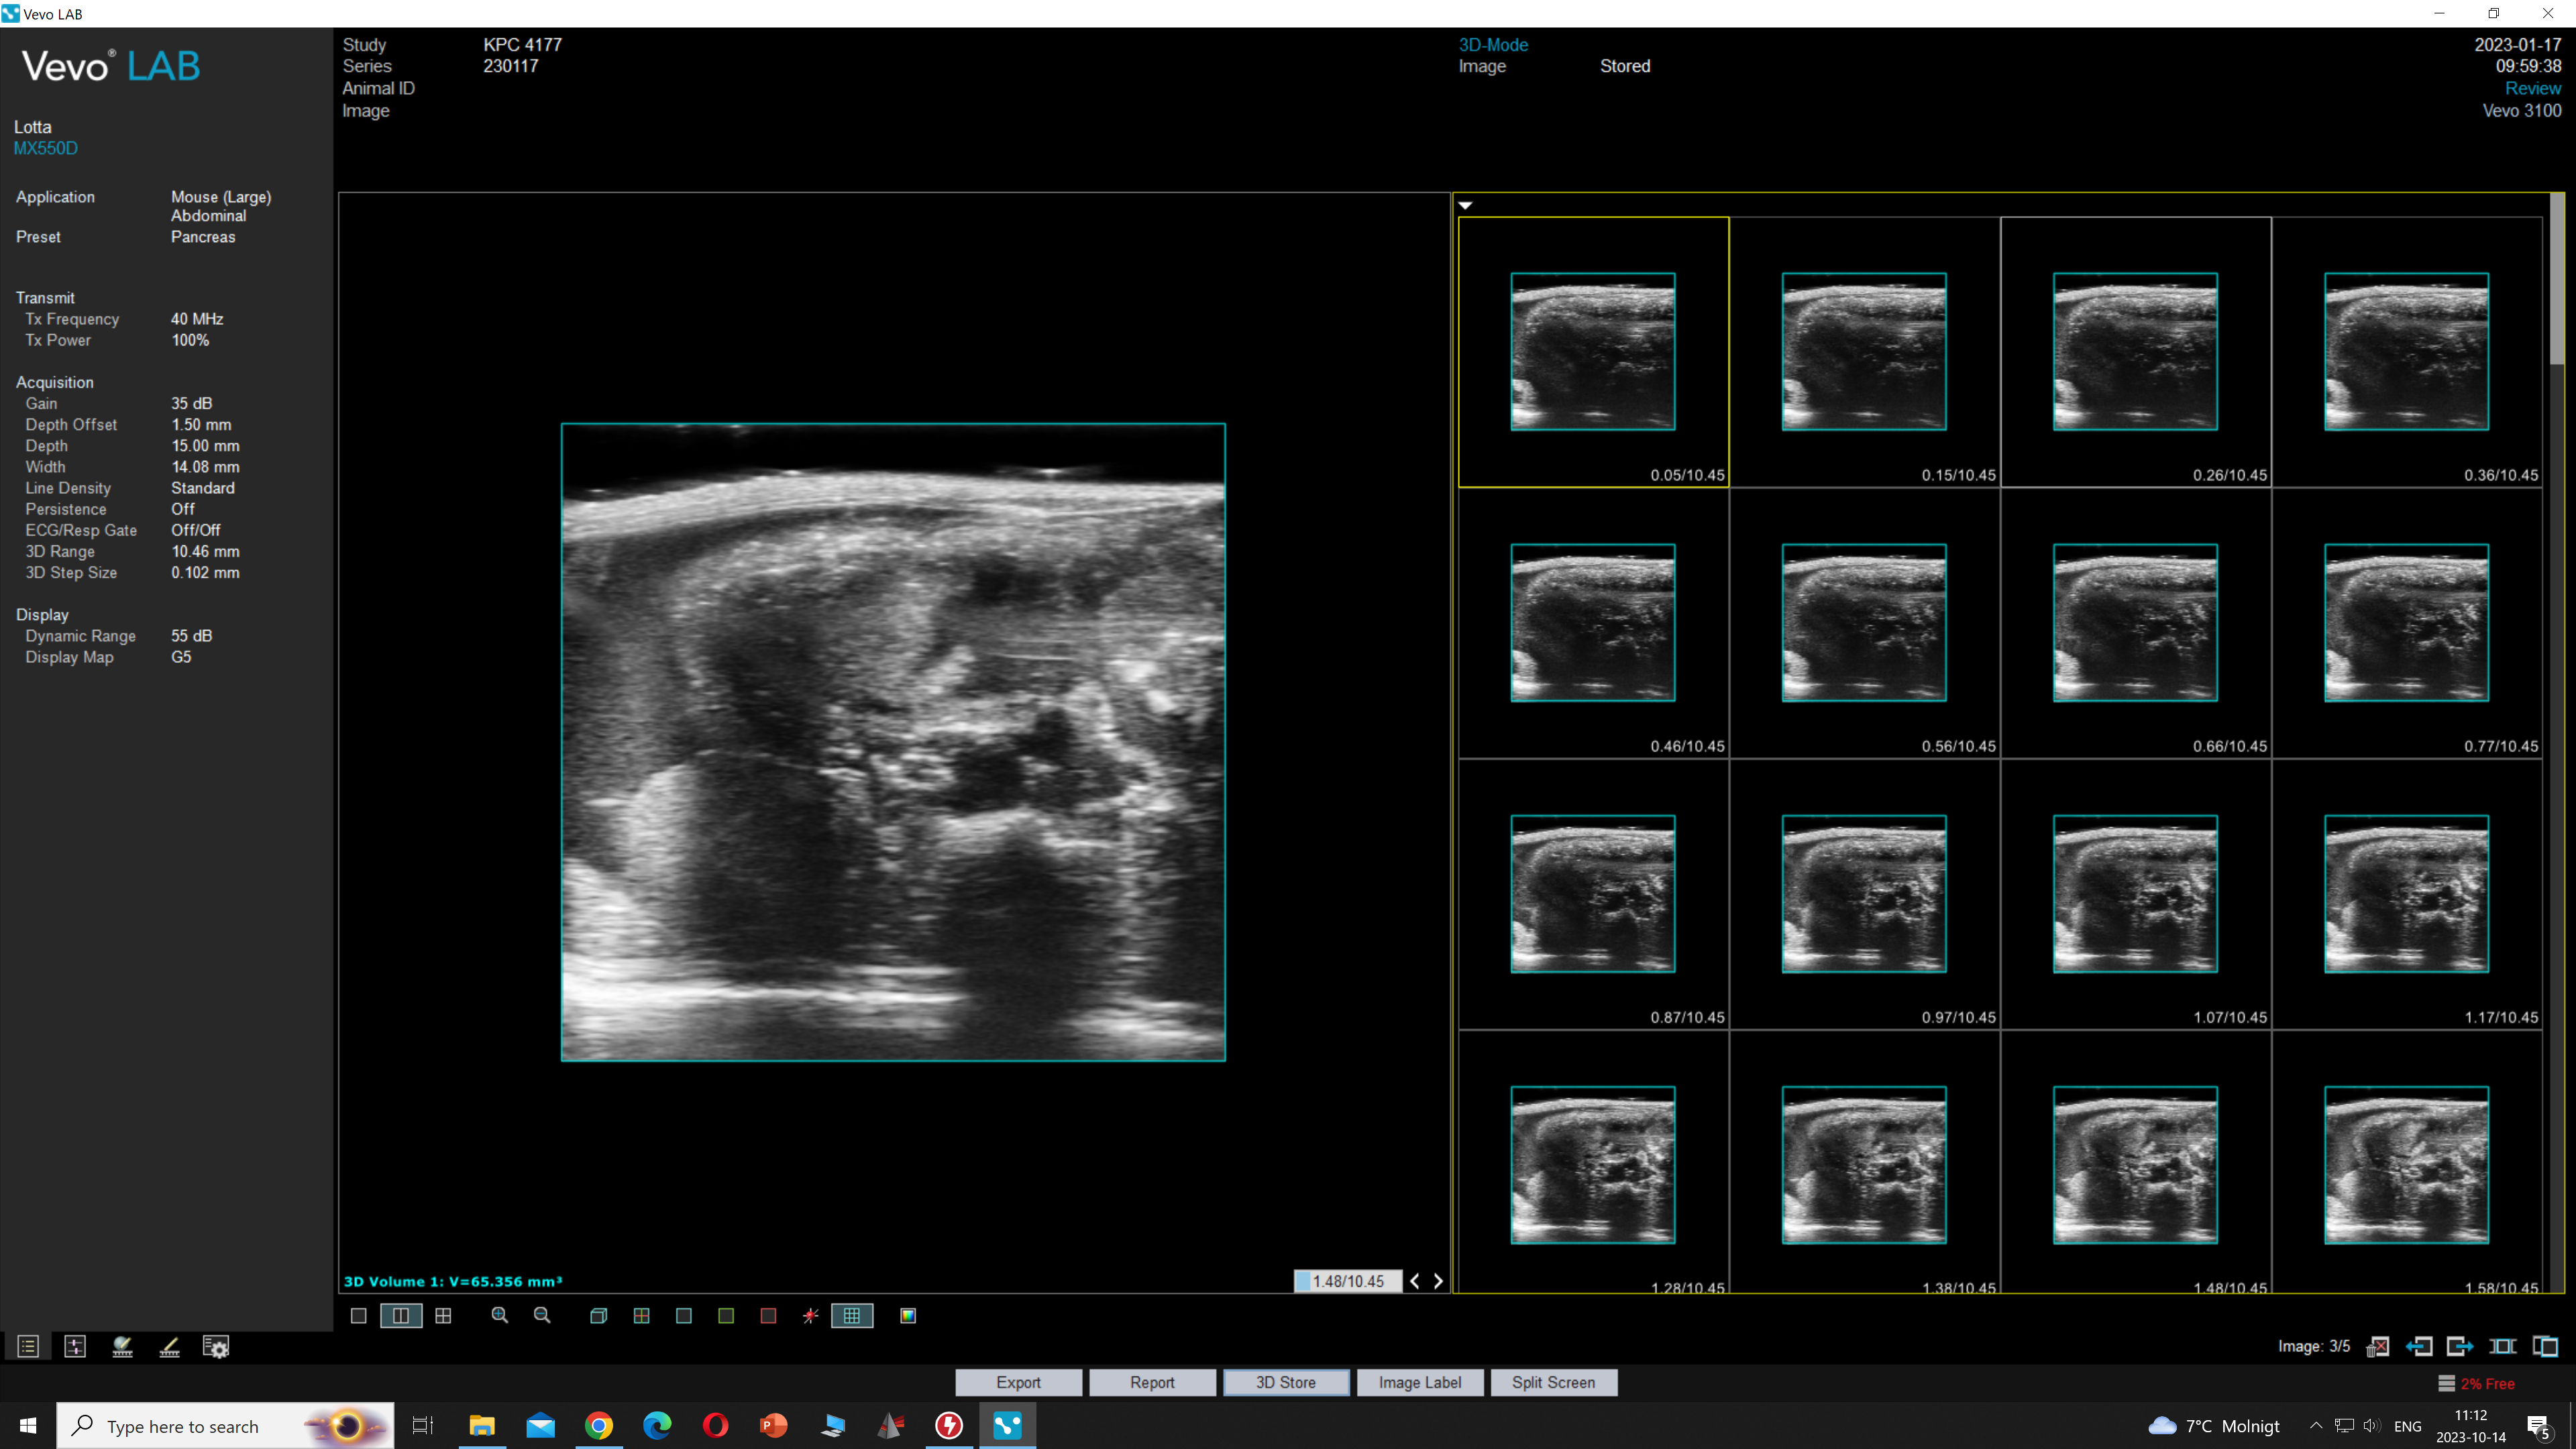 Vevo LAB
Vevo® LAB
Lotta
MX550D
Application Mouse (Large)
Abdominal
Preset Pancreas
Transmit
Tx Frequency 40 MHz
Tx Power 100%
Acquisition
Gain 35 dB
Depth Offset 1.50 mm
Depth 15.00 mm
Width 14.08 mm
Line Density Standard
Persistence Off
ECG/Resp Gate Off/Off
3D Range 10.46 mm
3D Step Size 0.102 mm
Display
Dynamic Range 55 dB
Display Map G5
Study KPC 4177
Series 230117
Animal ID
Image
3D-Mode
Image Stored
2023-01-17
09:59:38
Review
Vevo 3100
3D Volume 1: V=65.356 mm³
1.48/10.45
0.05/10.45 0.15/10.45 0.26/10.45 0.36/10.45
0.46/10.45 0.56/10.45 0.66/10.45 0.77/10.45
0.87/10.45 0.97/10.45 1.07/10.45 1.17/10.45
1.28/10.45 1.38/10.45 1.48/10.45 1.58/10.45
Image: 3/5
Export Report 3D Store Image Label Split Screen
2% Free
Type here to search
P
7°C Molnigt
ENG
11:12
2023-10-14
5